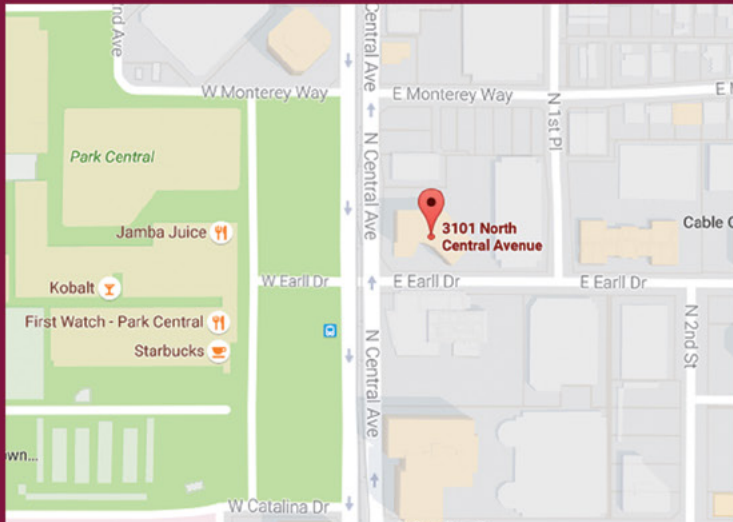 nd Ave
Central Ave
W Monterey Way
E Monterey Way
E M
N 1st Pl
Park Central
N Central Ave
Jamba Juice
3101 North
Central Avenue
Cable C
W Earll Dr
E Earll Dr
E Earll Dr
Kobalt
First Watch - Park Central
Starbucks
N Central Ave
N 2nd St
wn...
W Catalina Dr